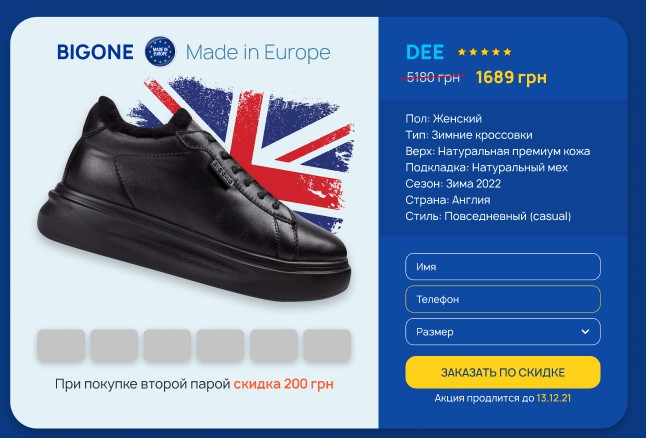 BIGONE MADE IN EUROPE Made in Europe
При покупке второй парой скидка 200 грн
DEE
5180 грн 1689 грн
Пол: Женский
Тип: Зимние кроссовки
Верх: Натуральная премиум кожа
Подкладка: Натуральный мех
Сезон: Зима 2022
Страна: Англия
Стиль: Повседневный (casual)
Имя
Телефон
Размер
ЗАКАЗАТЬ ПО СКИДКЕ
Акция продлится до 13.12.21